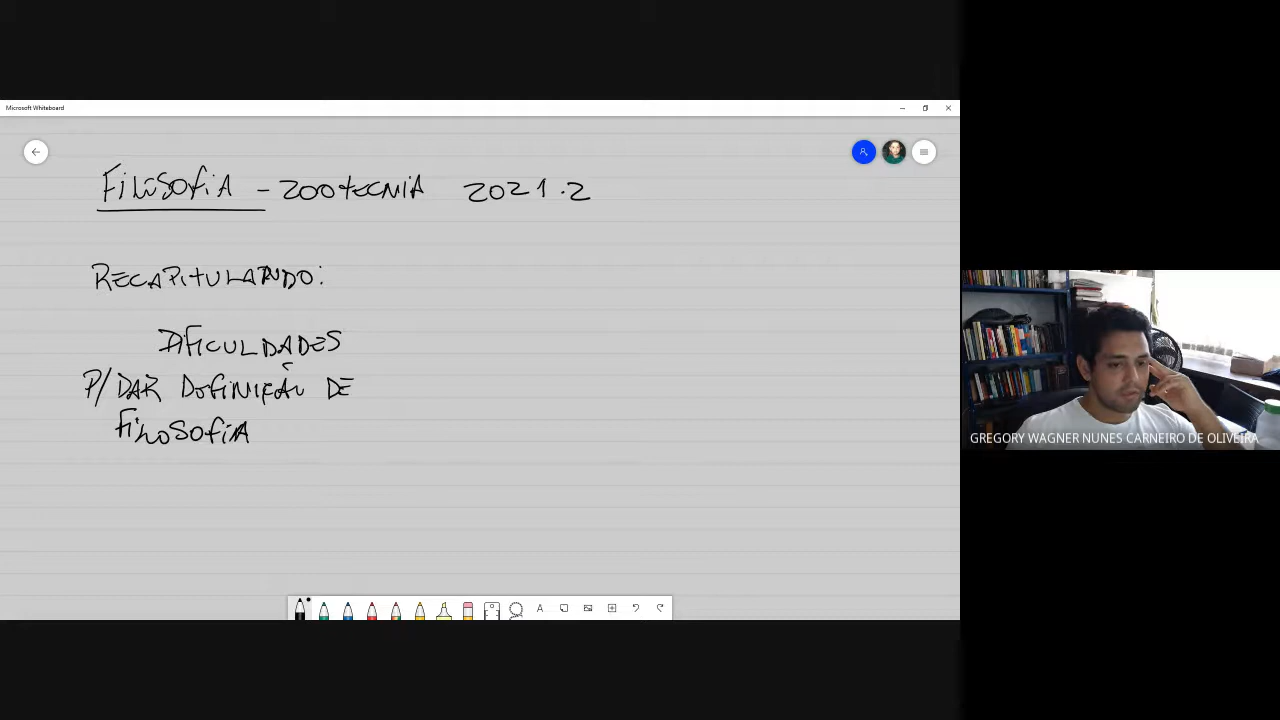 Microsoft Whiteboard
FiLoSofiA - ZOOtECNiA 2021.2
RECAPitULANDO:
DiFiCULDADES
P/ DAR DEFiNiÇÃO DE
FiLOSOfiA
A
GREGORY WAGNER NUNES CARNEIRO DE OLIVEIRA